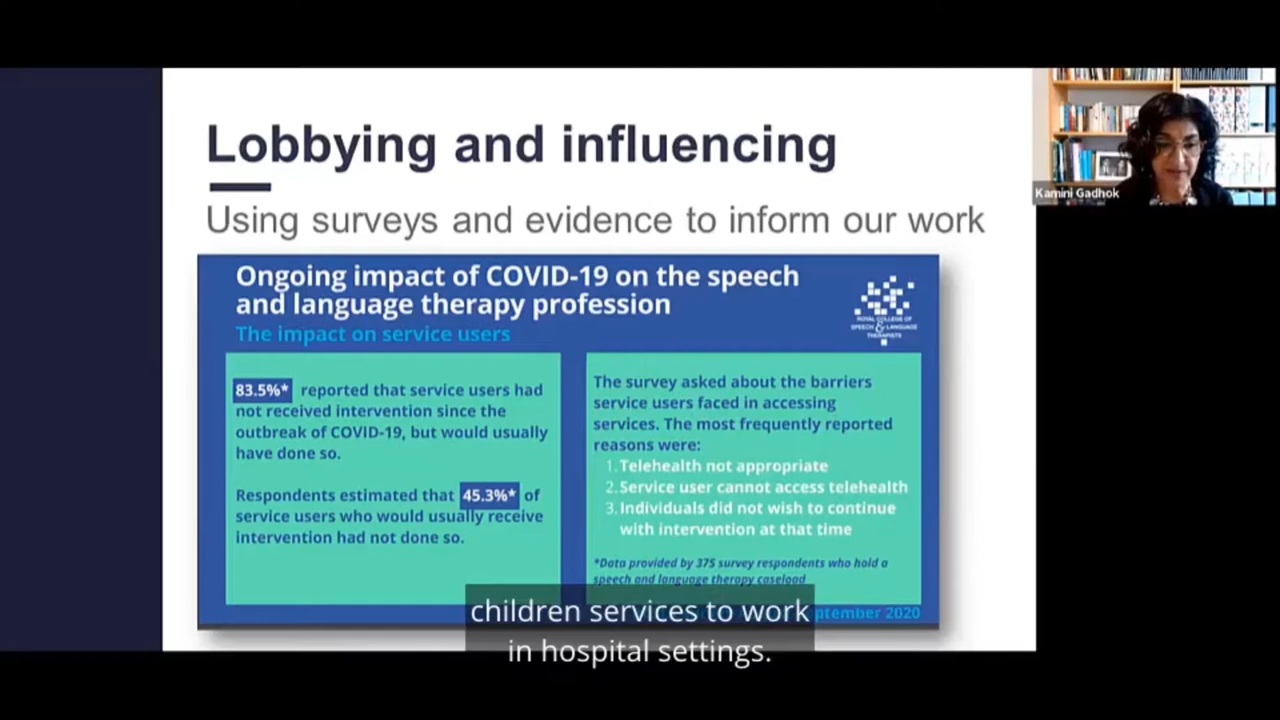 Lobbying and influencing
Using surveys and evidence to inform our work
Kamini Gadhok
Ongoing impact of COVID-19 on the speech
and language therapy profession
The impact on service users
ROYAL COLLEGE OF
SPEECH & LANGUAGE
THERAPISTS
83.5%* reported that service users had
not received intervention since the
outbreak of COVID-19, but would usually
have done so.
Respondents estimated that 45.3%* of
service users who would usually receive
intervention had not done so.
The survey asked about the barriers
service users faced in accessing
services. The most frequently reported
reasons were:
1. Telehealth not appropriate
2. Service user cannot access telehealth
3. Individuals did not wish to continue
with intervention at that time
*Data provided by 375 survey respondents who hold a
speech and language therapy caseload
ptember 2020
children services to work
in hospital settings.